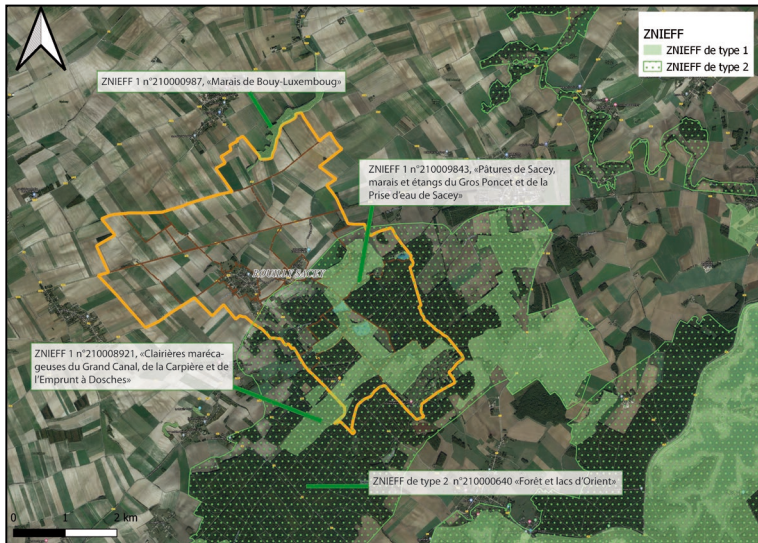 ZNIEFF
ZNIEFF de type 1
ZNIEFF de type 2
ZNIEFF 1 n°210000987, «Marais de Bouy-Luxemboug»
ZNIEFF 1 n°210009843, «Pâtures de Sacey,
marais et étangs du Gros Poncet et de la
Prise d'eau de Sacey»
ROUILLY SACEY
ZNIEFF 1 n°210008921, «Clairières maréca-
geuses du Grand Canal, de la Carpière et de
l'Emprunt à Dosches»
ZNIEFF de type 2 n°210000640 «Forêt et lacs d'Orient»
0 1 2 km